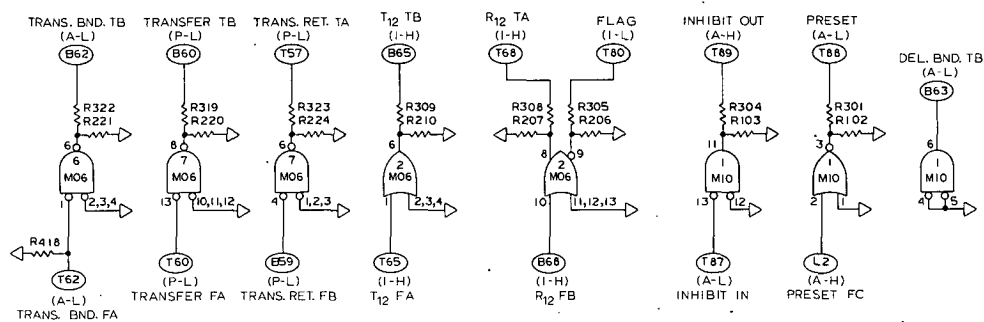 TRANS. BND. TB
(A-L)
B62
R322
R221
6
6
M06
1
2,3,4
R418
T62
(A-L)
TRANS. BND. FA
TRANSFER TB
(P-L)
B60
R319
R220
8
7
M06
13
10,11,12
T60
(P-L)
TRANSFER FA
TRANS. RET. TA
(P-L)
T57
R323
R224
6
7
M06
4
1,2,3
B59
(P-L)
TRANS. RET. FB
T12 TB
(I-H)
B65
R309
R210
6
2
M06
1
2,3,4
T65
(I-H)
T12 FA
R12 TA
(I-H)
T68
FLAG
(I-L)
T80
R308
R207
R305
R206
8
9
2
M06
10
11,12,13
B68
(I-H)
R12 FB
INHIBIT OUT
(A-H)
T89
R304
R103
11
1
M10
13
12
T87
(A-L)
INHIBIT IN
PRESET
(A-L)
T88
R301
R102
3
1
M10
2
1
L2
(A-H)
PRESET FC
DEL. BND. TB
(A-L)
B63
6
1
M10
4
5